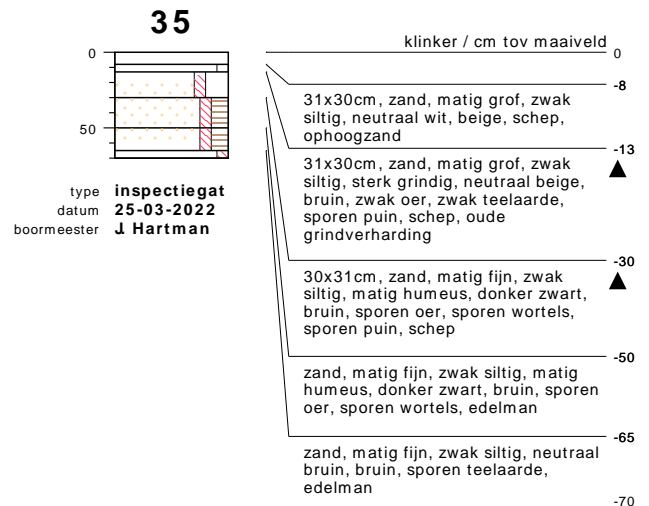 35
klinker / cm tov maaiveld 0
0
-8
31x30cm, zand, matig grof, zwak
siltig, neutraal wit, beige, schep,
ophoogzand
-13
50
31x30cm, zand, matig grof, zwak
siltig, sterk grindig, neutraal beige,
bruin, zwak oer, zwak teelaarde,
sporen puin, schep, oude
grindverharding
type inspectiegat
datum 25-03-2022
boormeester J. Hartman
-30
30x31cm, zand, matig fijn, zwak
siltig, matig humeus, donker zwart,
bruin, sporen oer, sporen wortels,
sporen puin, schep
-50
zand, matig fijn, zwak siltig, matig
humeus, donker zwart, bruin, sporen
oer, sporen wortels, edelman
-65
zand, matig fijn, zwak siltig, neutraal
bruin, bruin, sporen teelaarde,
edelman
-70